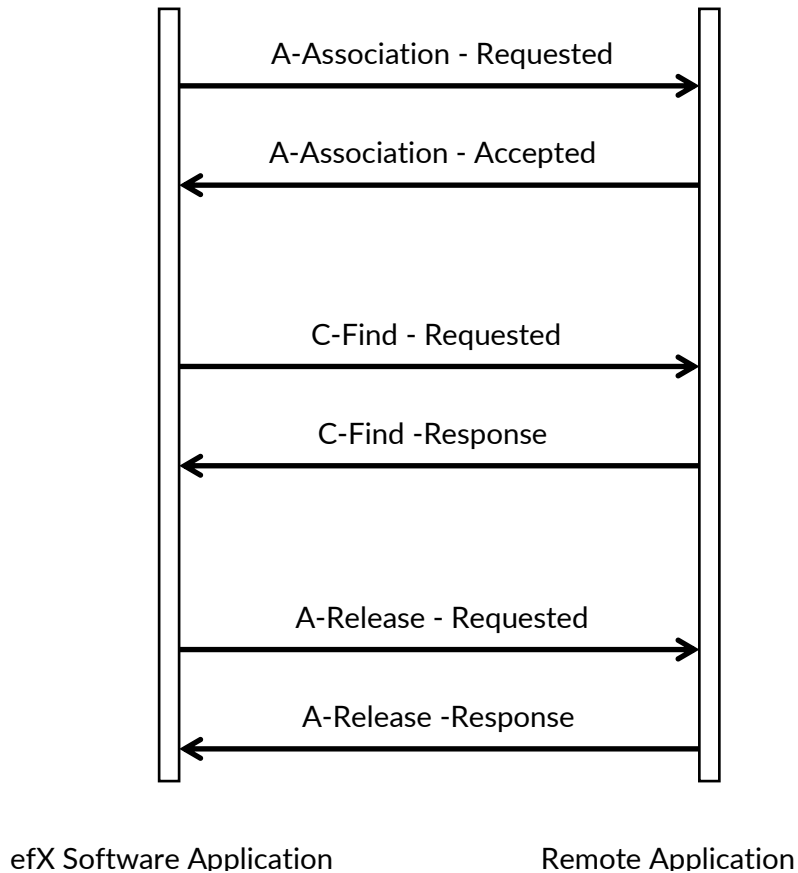 A-Association - Requested
A-Association - Accepted
C-Find - Requested
C-Find -Response
A-Release - Requested
A-Release -Response
efX Software Application
Remote Application